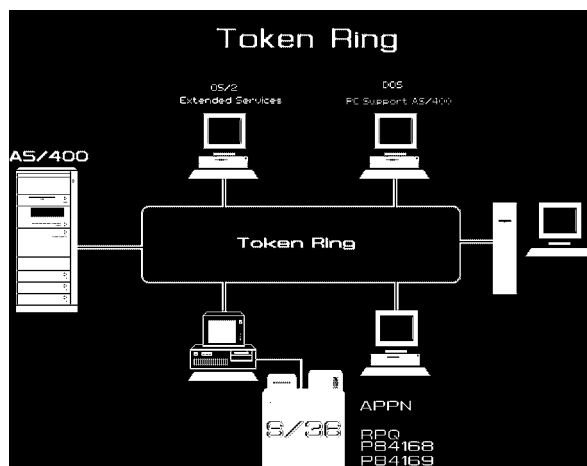 Token Ring
OS/2
Extended Services
DOS
PC Support AS/400
AS/400
Token Ring
S/36
APPN
RPQ
P84168
P84169